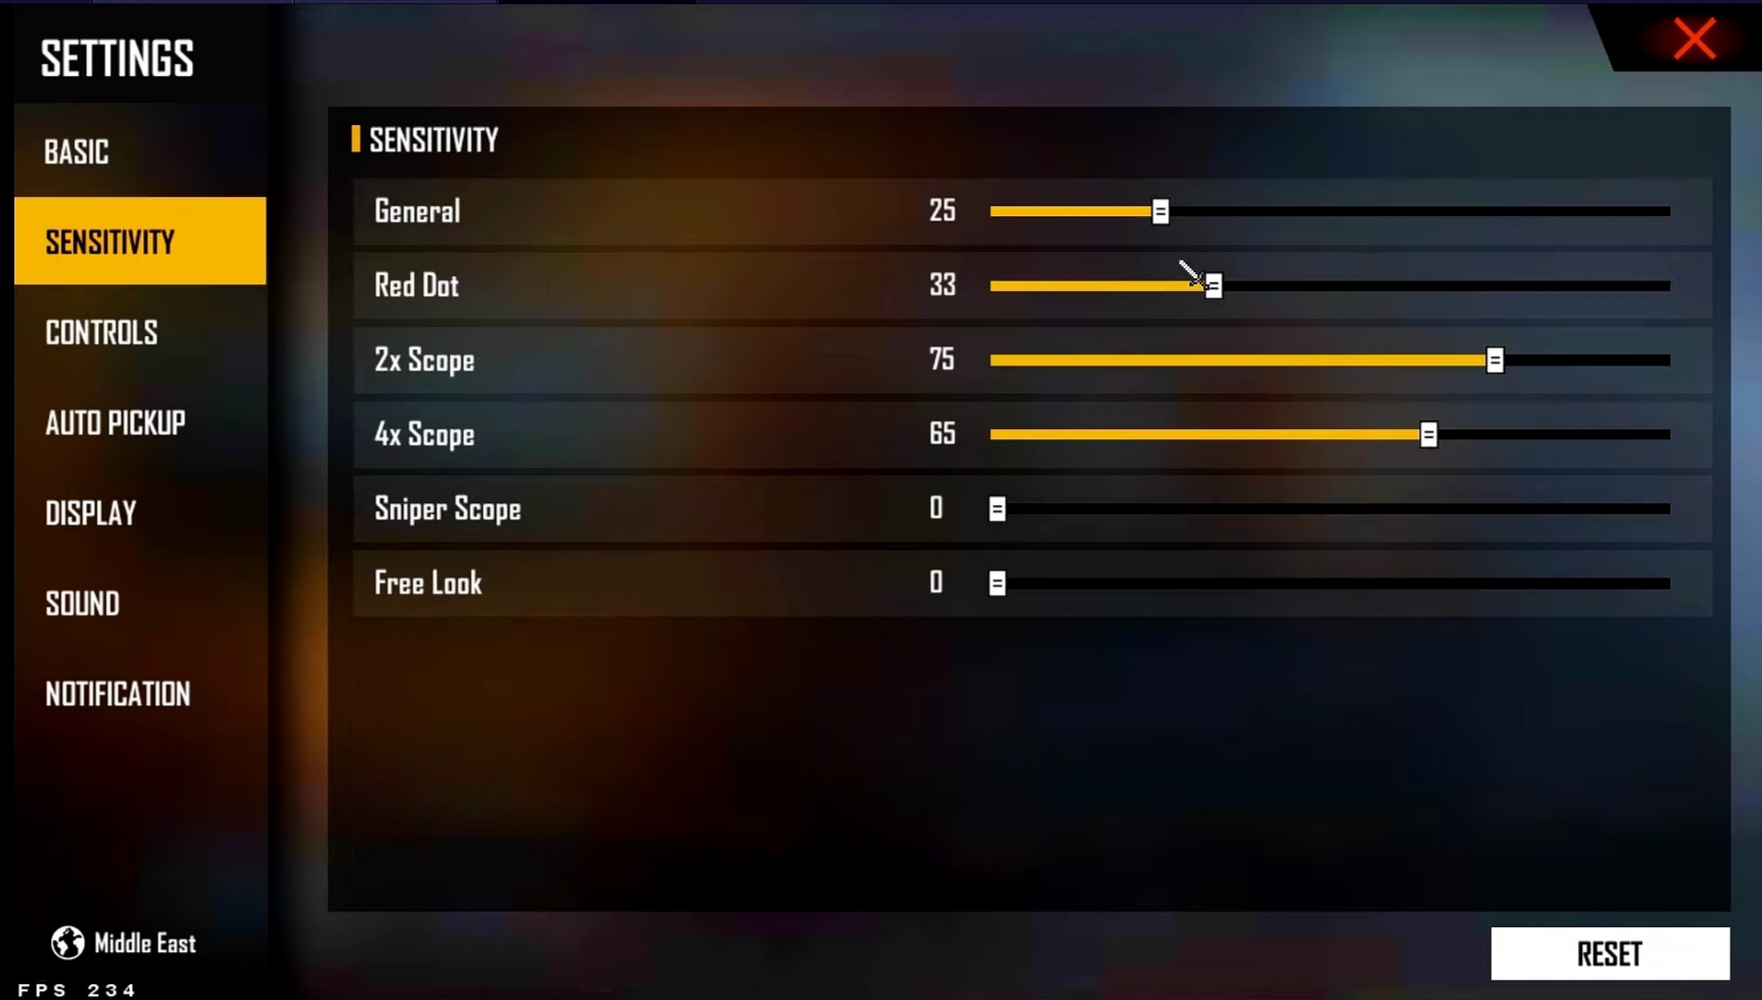 SETTINGS
BASIC
SENSITIVITY
CONTROLS
AUTO PICKUP
DISPLAY
SOUND
NOTIFICATION
Middle East
FPS 234
SENSITIVITY
General 25
Red Dot 33
2x Scope 75
4x Scope 65
Sniper Scope 0
Free Look 0
RESET